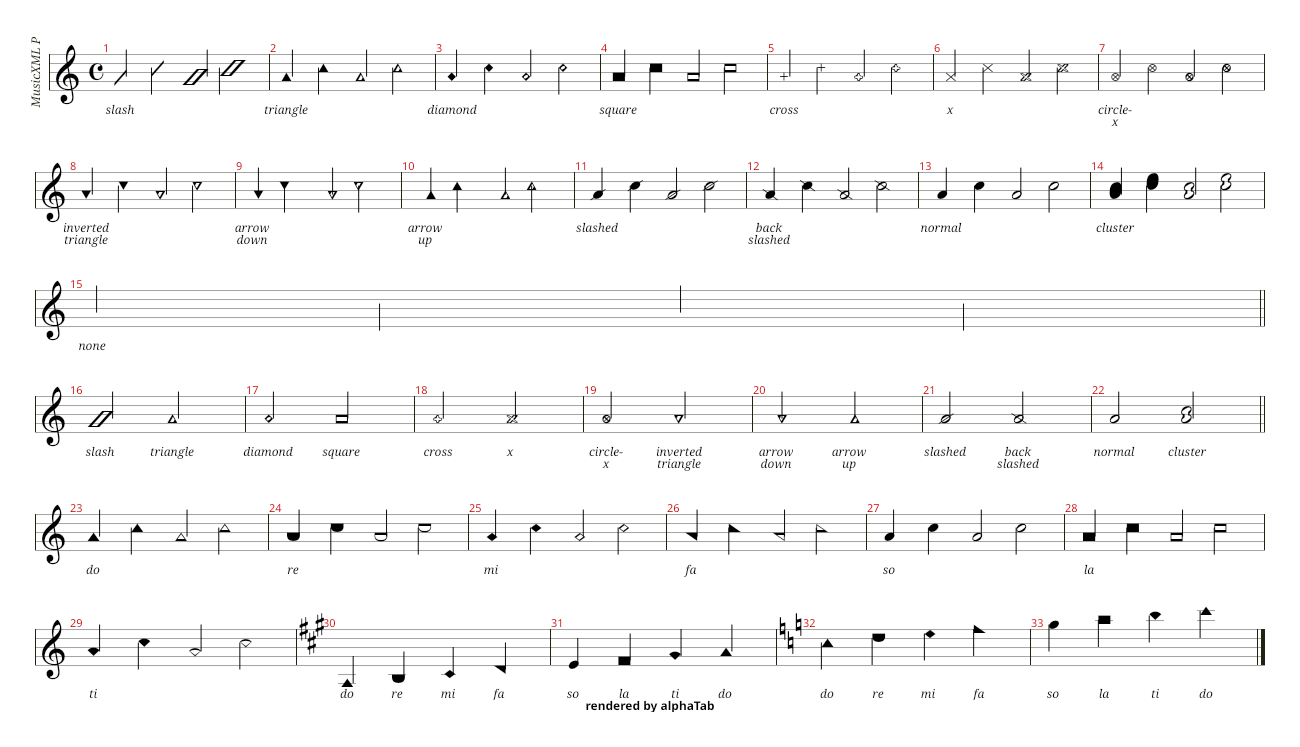 MusicXML P
1 2 3 4 5 6 7
slash triangle diamond square cross x circle-
x
8 9 10 11 12 13 14
inverted arrow arrow slashed back normal cluster
triangle down up slashed
15
none
16 17 18 19 20 21 22
slash triangle diamond square cross x circle- inverted arrow arrow slashed back normal cluster
x triangle down up slashed
23 24 25 26 27 28
do re mi fa so la
29 30 31 32 33
ti do re mi fa so la ti do do re mi fa so la ti do
rendered by alphaTab